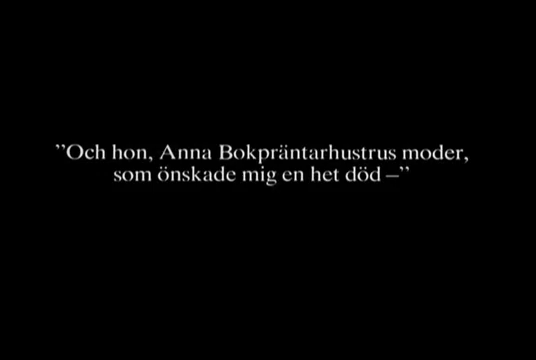 ”Och hon, Anna Bokpräntarhustrus moder,
som önskade mig en het död –”